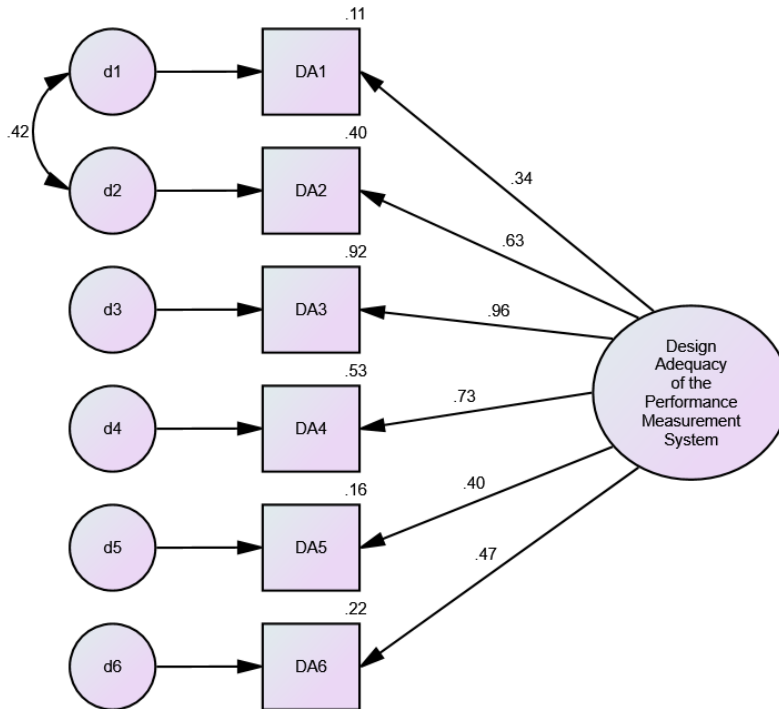 .11
d1
DA1
.42
.34
.40
d2
DA2
.63
.92
d3
DA3
.96
Design
Adequacy
of the
Performance
Measurement
System
.53
d4
DA4
.73
.16
d5
DA5
.40
.47
.22
d6
DA6